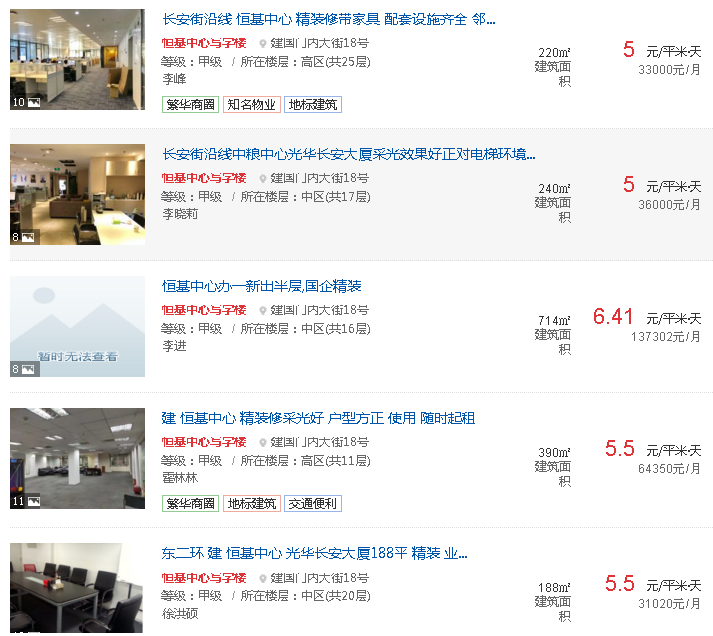 长安街沿线 恒基中心 精装修带家具 配套设施齐全 邻...
恒基中心写字楼 建国门内大街18号
等级：甲级 / 所在楼层：高区(共25层)
李峰
繁华商圈 知名物业 地标建筑
10
220㎡
建筑面
积
5 元/平米·天
33000元/月
长安街沿线中粮中心光华长安大厦采光效果好正对电梯环境...
恒基中心写字楼 建国门内大街18号
等级：甲级 / 所在楼层：中区(共17层)
李晓莉
8
240㎡
建筑面
积
5 元/平米·天
36000元/月
恒基中心办一新出半层,国企精装
恒基中心写字楼 建国门内大街18号
等级：甲级 / 所在楼层：中区(共16层)
李进
暂时无法查看
8
714㎡
建筑面
积
6.41 元/平米·天
137302元/月
建 恒基中心 精装修采光好 户型方正 使用 随时起租
恒基中心写字楼 建国门内大街18号
等级：甲级 / 所在楼层：高区(共11层)
霍林林
繁华商圈 地标建筑 交通便利
11
390㎡
建筑面
积
5.5 元/平米·天
64350元/月
东二环 建 恒基中心 光华长安大厦188平 精装 业...
恒基中心写字楼 建国门内大街18号
等级：甲级 / 所在楼层：中区(共20层)
徐洪硕
188㎡
建筑面
积
5.5 元/平米·天
31020元/月